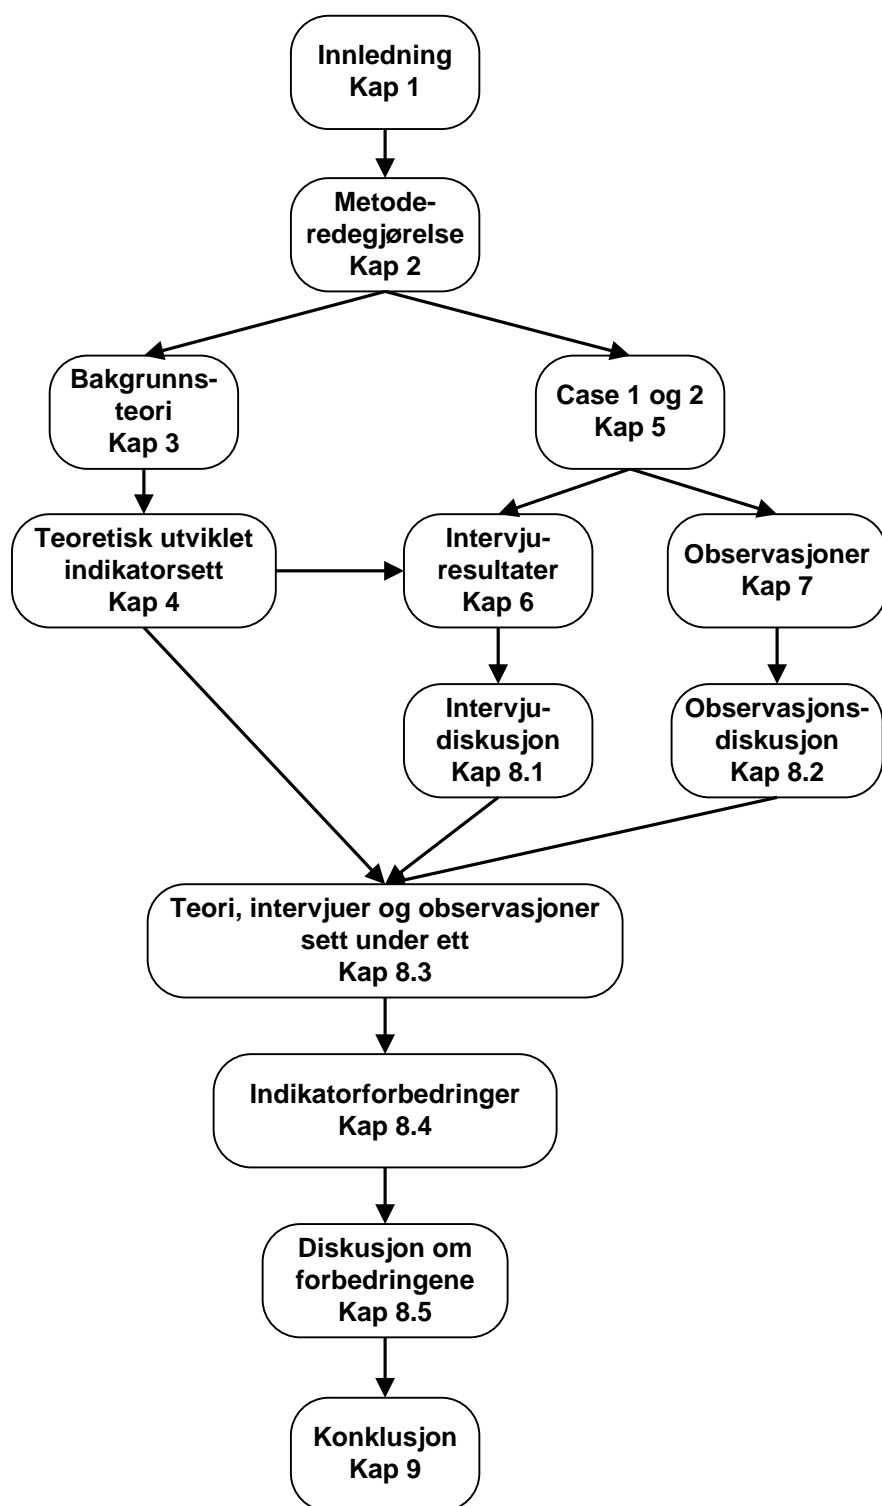 Innledning
Kap 1
Metode-
redegjørelse
Kap 2
Bakgrunns-
teori
Kap 3
Case 1 og 2
Kap 5
Teoretisk utviklet
indikatorsett
Kap 4
Intervju-
resultater
Kap 6
Observasjoner
Kap 7
Intervju-
diskusjon
Kap 8.1
Observasjons-
diskusjon
Kap 8.2
Teori, intervjuer og observasjoner
sett under ett
Kap 8.3
Indikatorforbedringer
Kap 8.4
Diskusjon om
forbedringene
Kap 8.5
Konklusjon
Kap 9